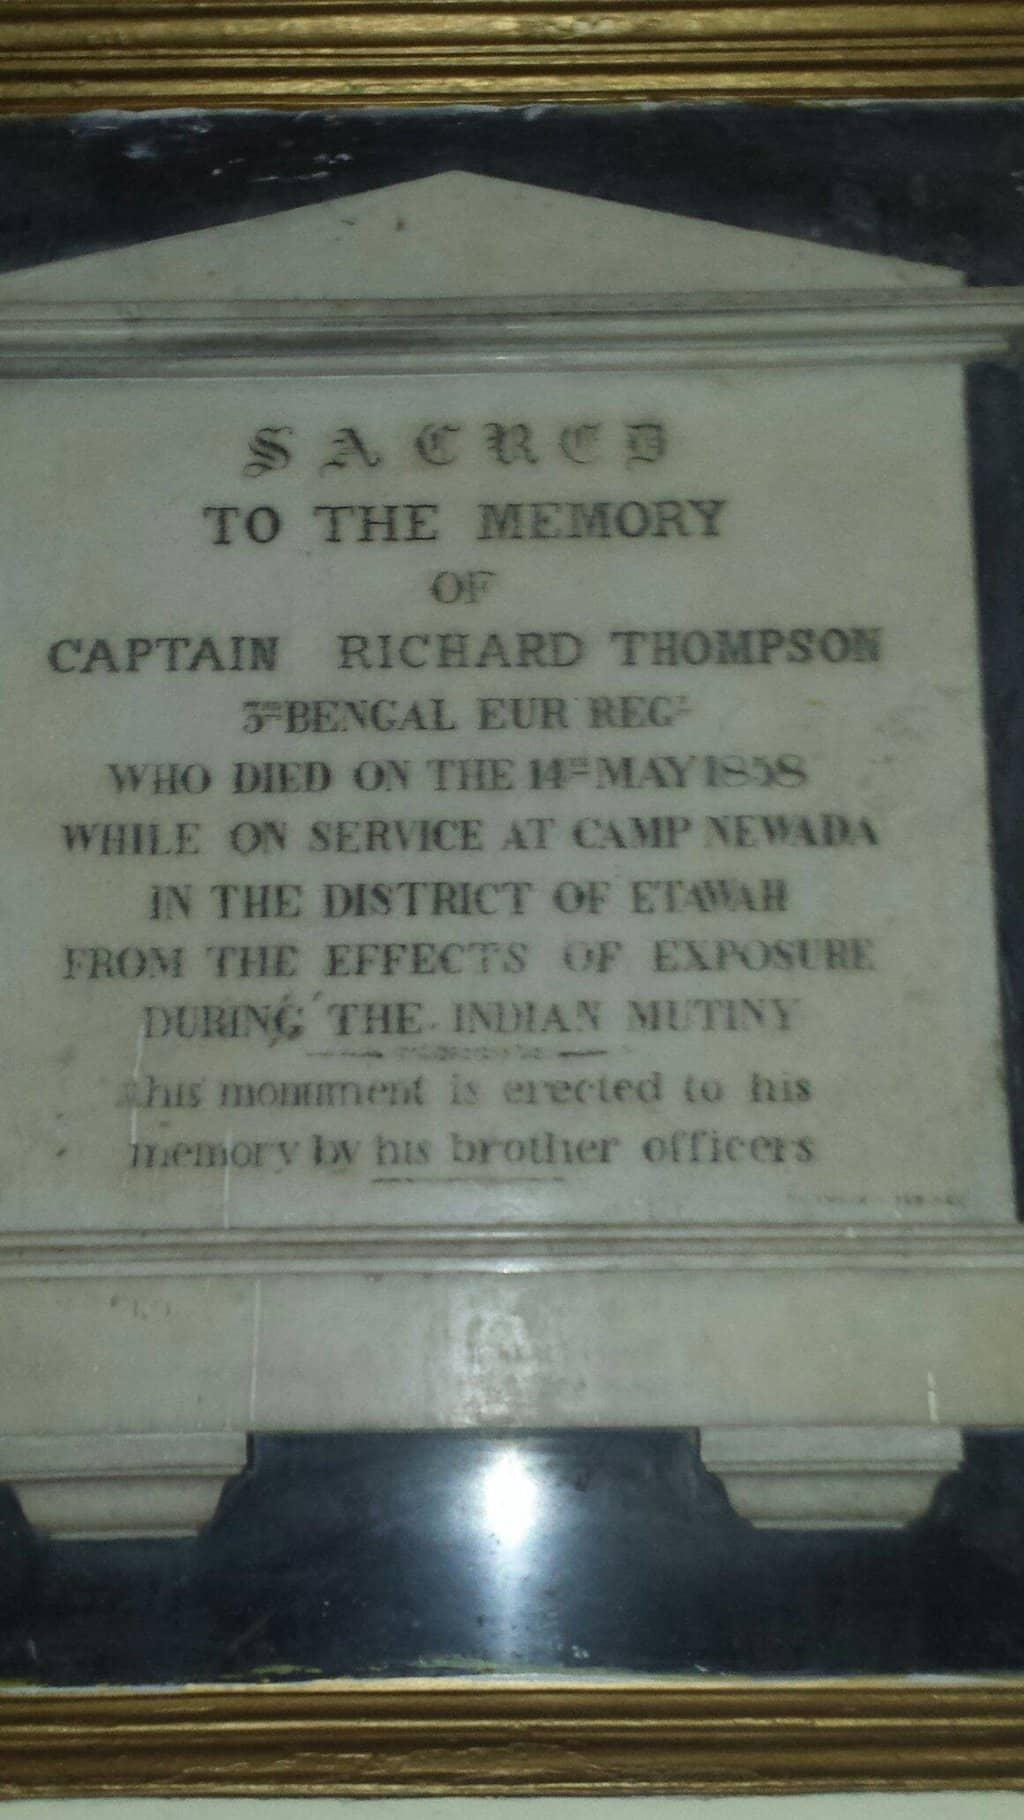 SACRED
TO THE MEMORY
OF
CAPTAIN RICHARD THOMPSON
3RD BENGAL EUR REGT
WHO DIED ON THE 14TH MAY 1858
WHILE ON SERVICE AT CAMP NEWADA
IN THE DISTRICT OF ETAWAH
FROM THE EFFECTS OF EXPOSURE
DURING THE INDIAN MUTINY
this monument is erected to his
memory by his brother officers